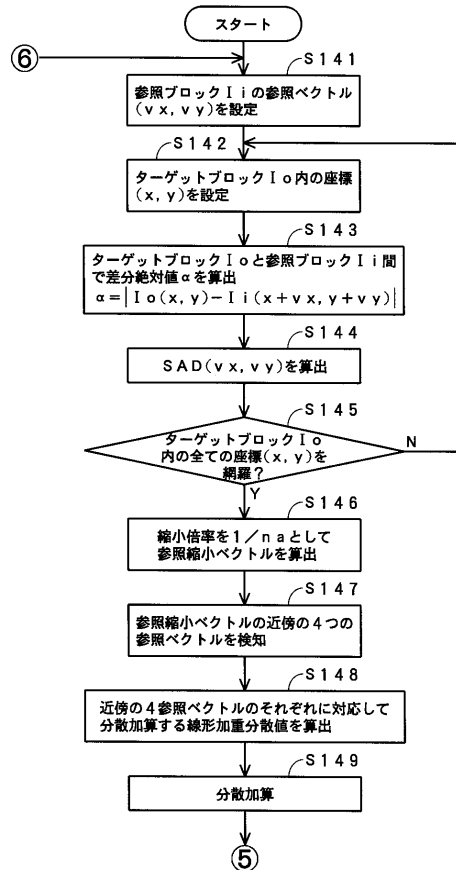 スタート
⑥
S141
参照ブロックIiの参照ベクトル
(vx,vy)を設定
S142
ターゲットブロックIo内の座標
(x,y)を設定
S143
ターゲットブロックIoと参照ブロックIi間
で差分絶対値αを算出
α=|Io(x,y)-Ii(x+vx,y+vy)|
S144
SAD(vx,vy)を算出
S145
ターゲットブロックIo
内の全ての座標(x,y)を
網羅?
N
Y
S146
縮小倍率を1/naとして
参照縮小ベクトルを算出
S147
参照縮小ベクトルの近傍の4つの
参照ベクトルを検知
S148
近傍の4参照ベクトルのそれぞれに対応して
分散加算する線形加重分散値を算出
S149
分散加算
⑤